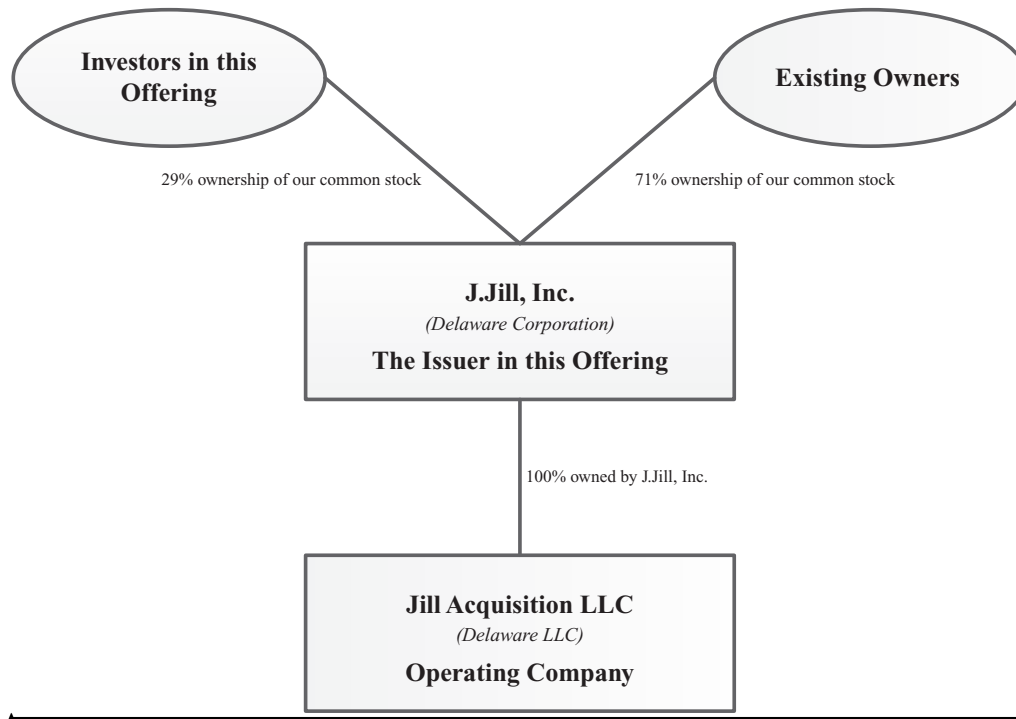 Investors in this
Offering
Existing Owners
29% ownership of our common stock
71% ownership of our common stock
J.Jill, Inc.
(Delaware Corporation)
The Issuer in this Offering
100% owned by J.Jill, Inc.
Jill Acquisition LLC
(Delaware LLC)
Operating Company